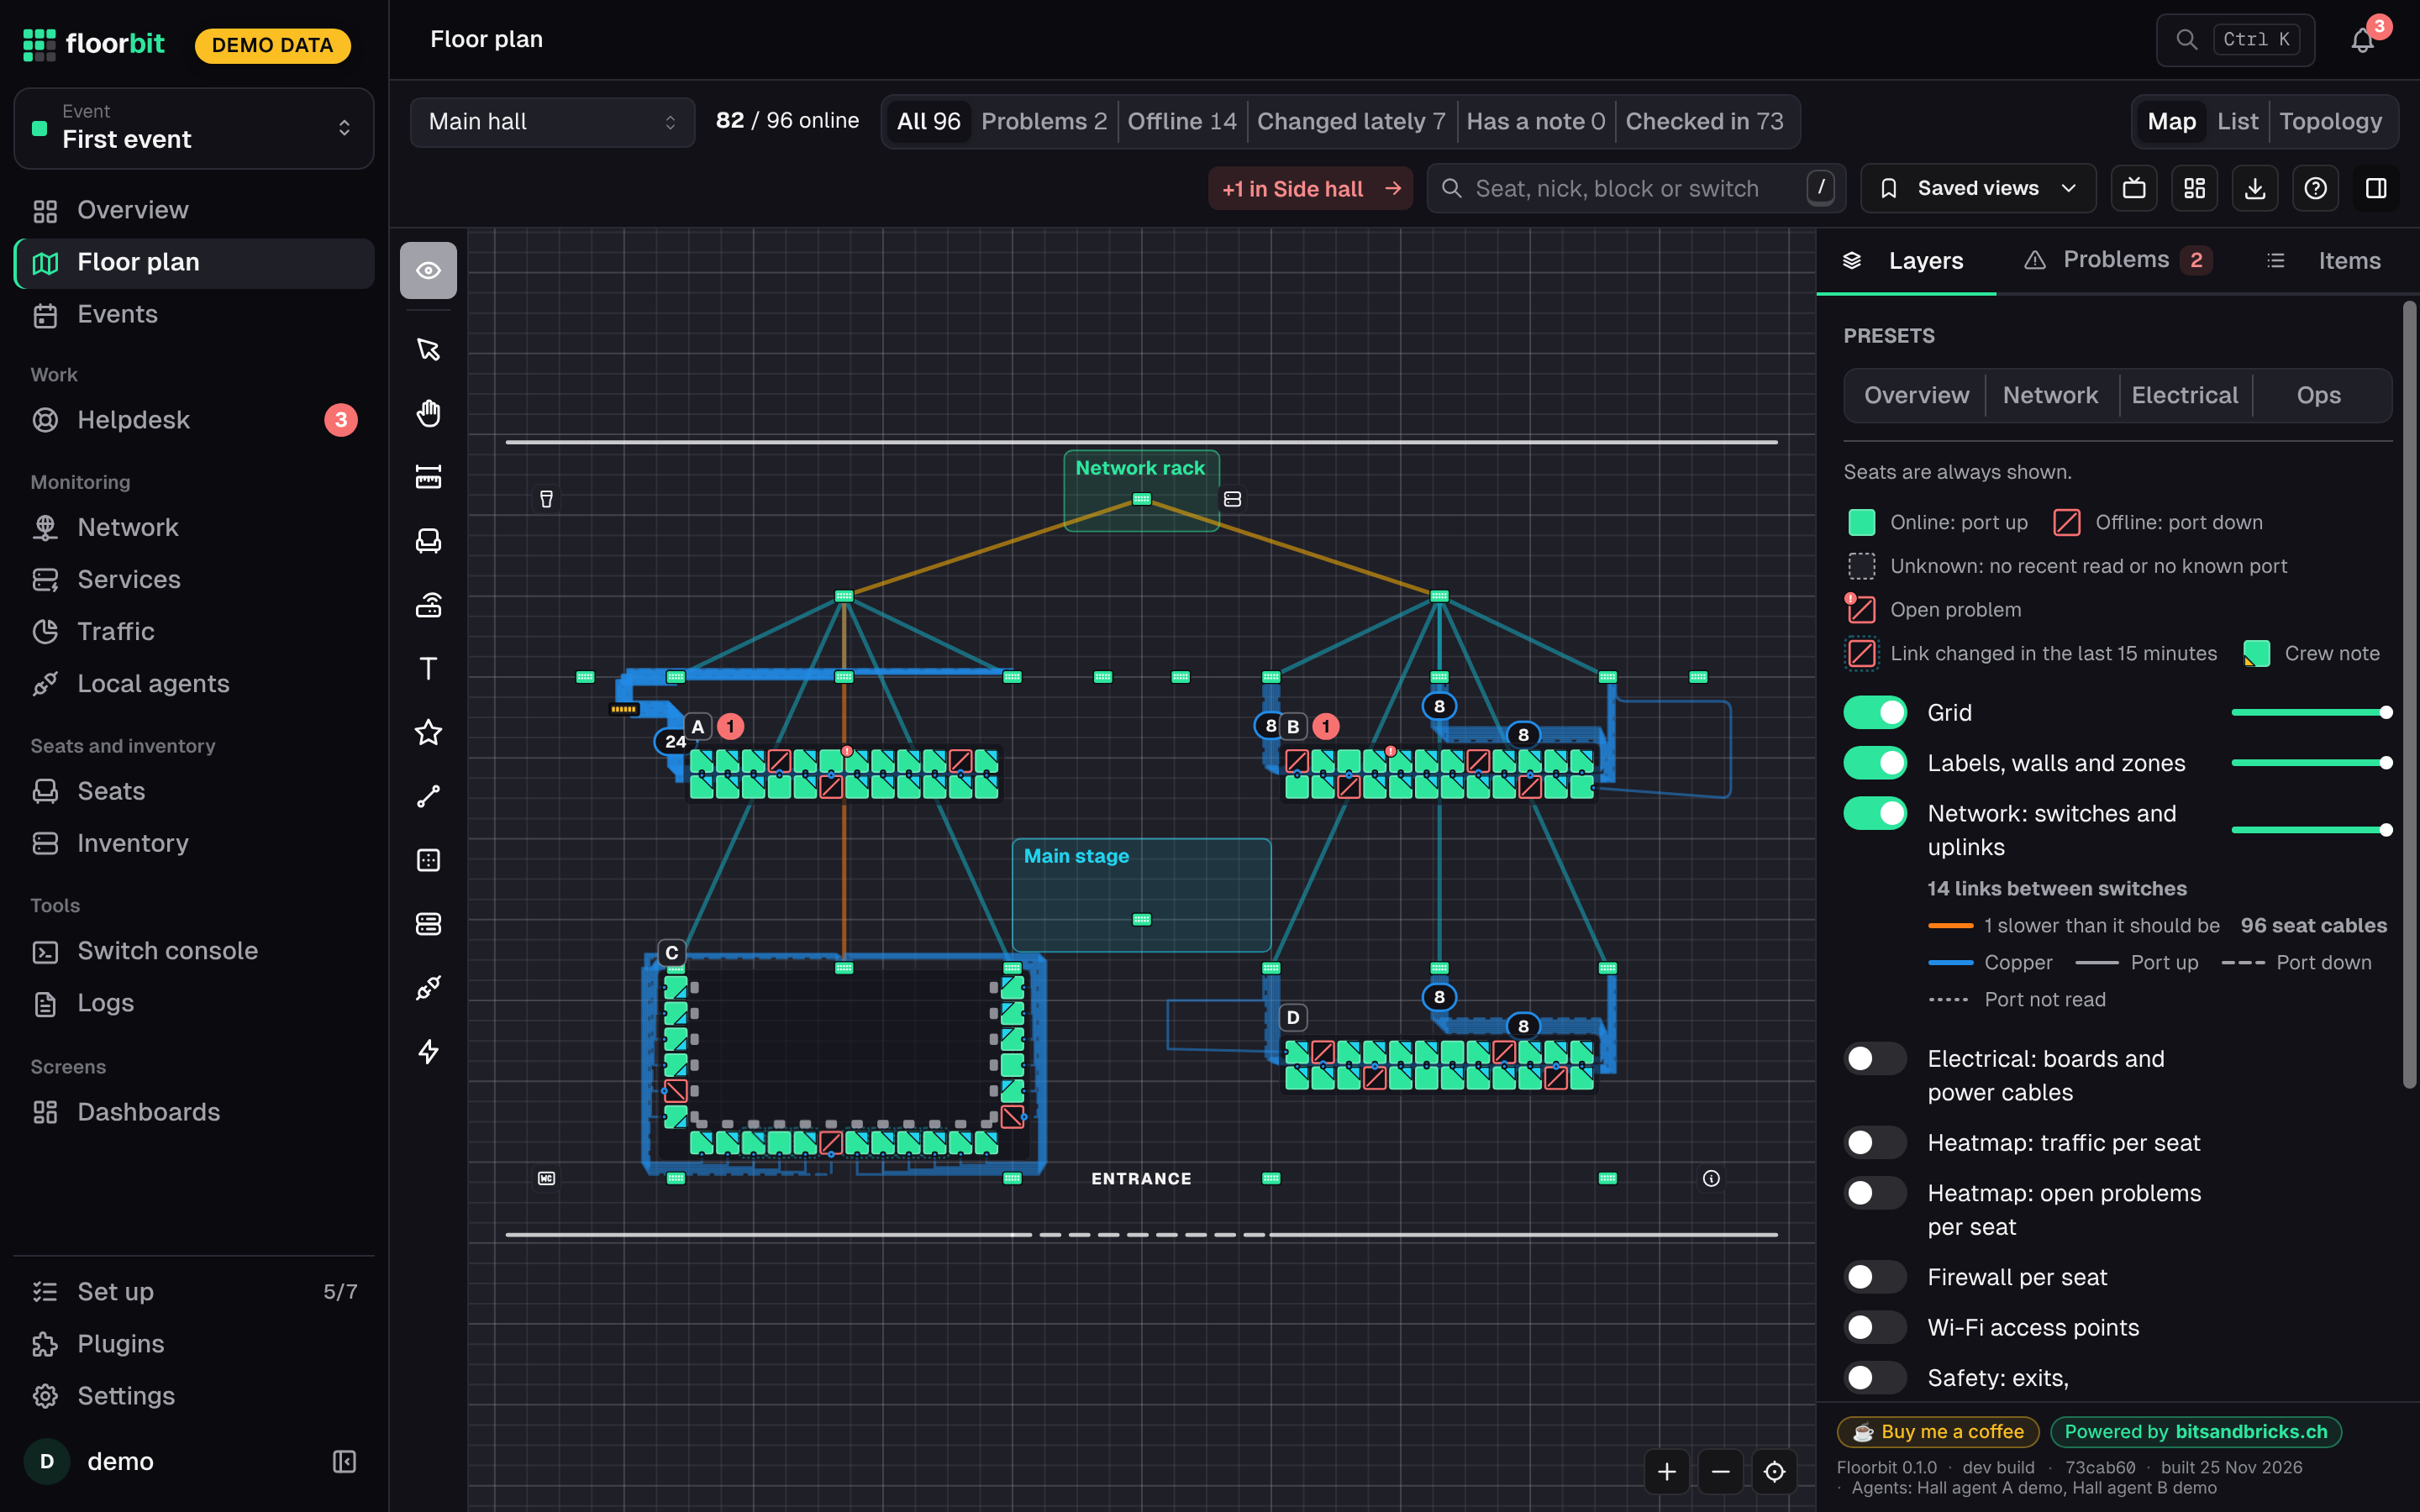 floorbit
DEMO DATA
Event
First event
Overview
Floor plan
Events
Work
Helpdesk 3
Monitoring
Network
Services
Traffic
Local agents
Seats and inventory
Seats
Inventory
Tools
Switch console
Logs
Screens
Dashboards
Set up 5/7
Plugins
Settings
D demo
Floor plan
Ctrl K
3
Main hall
82 / 96 online
All 96
Problems 2
Offline 14
Changed lately 7
Has a note 0
Checked in 73
Map
List
Topology
+1 in Side hall →
Seat, nick, block or switch /
Saved views
Network rack
A 1
24
8 B 1
8
8
Main stage
C
8
D
8
WC
ENTRANCE
Layers
Problems 2
Items
PRESETS
Overview
Network
Electrical
Ops
Seats are always shown.
Online: port up
Offline: port down
Unknown: no recent read or no known port
Open problem
Link changed in the last 15 minutes
Crew note
Grid
Labels, walls and zones
Network: switches and
uplinks
14 links between switches
1 slower than it should be 96 seat cables
Copper
Port up
Port down
Port not read
Electrical: boards and
power cables
Heatmap: traffic per seat
Heatmap: open problems
per seat
Firewall per seat
Wi-Fi access points
Safety: exits,
Buy me a coffee
Powered by bitsandbricks.ch
Floorbit 0.1.0 · dev build · 73cab60 · built 25 Nov 2026
· Agents: Hall agent A demo, Hall agent B demo